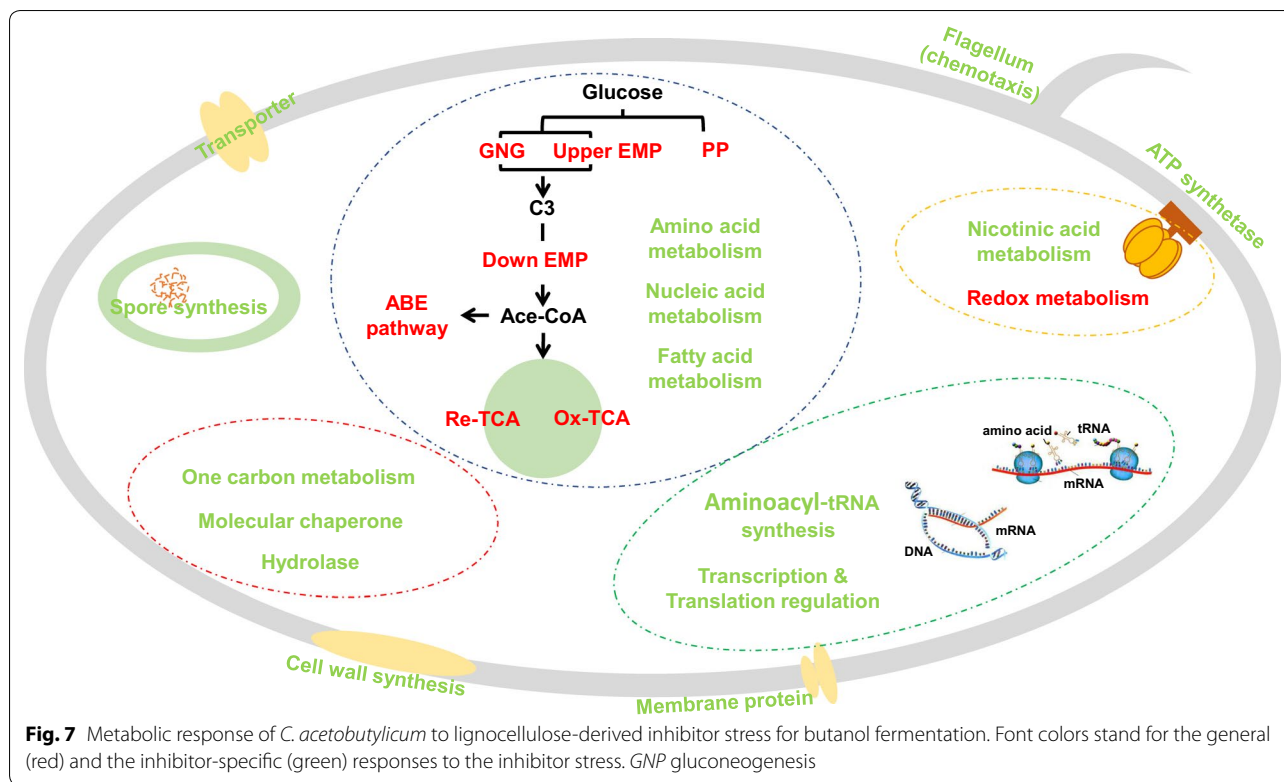 Flagellum
(chemotaxis)
Transporter
ATP synthetase
Glucose
GNG
Upper EMP
PP
C3
Down EMP
ABE
pathway
Ace-CoA
Re-TCA
Ox-TCA
Amino acid
metabolism
Nucleic acid
metabolism
Fatty acid
metabolism
Nicotinic acid
metabolism
Redox metabolism
Spore synthesis
One carbon metabolism
Molecular chaperone
Hydrolase
amino acid
tRNA
mRNA
Aminoacyl-tRNA
synthesis
mRNA
DNA
Transcription &
Translation regulation
Cell wall synthesis
Membrane protein
Fig. 7 Metabolic response of C. acetobutylicum to lignocellulose-derived inhibitor stress for butanol fermentation. Font colors stand for the general
(red) and the inhibitor-specific (green) responses to the inhibitor stress. GNP gluconeogenesis